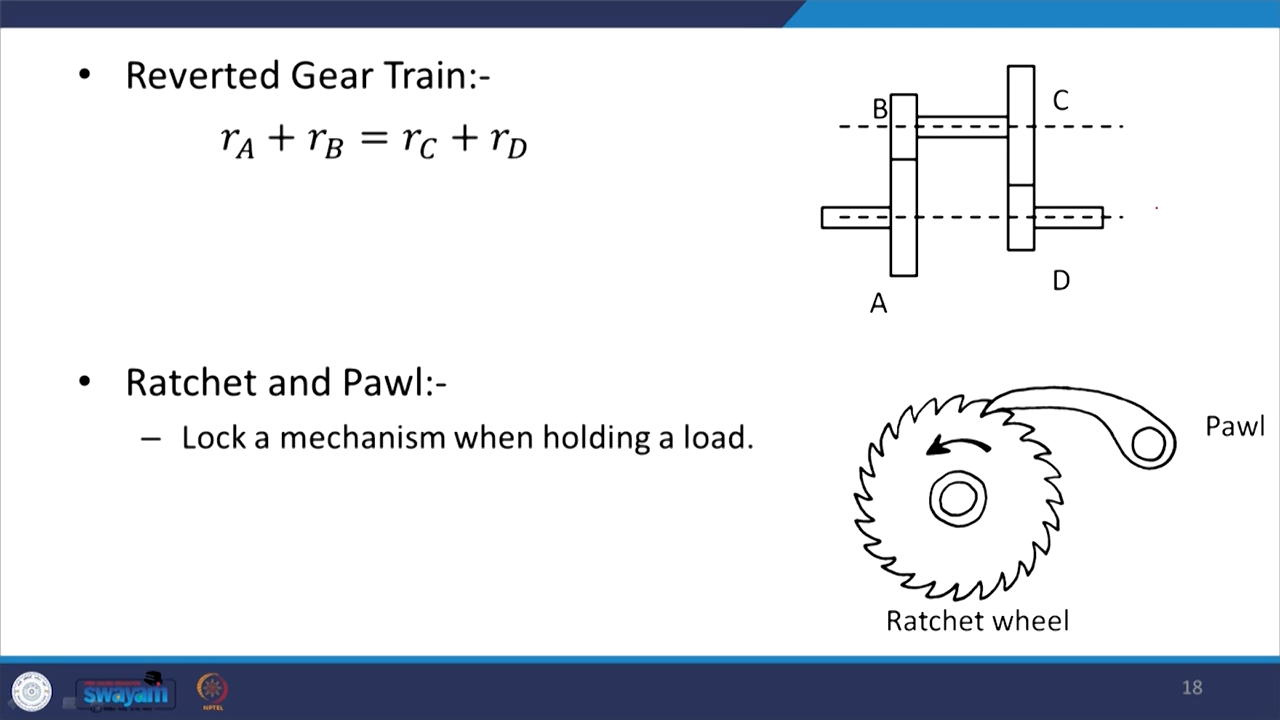 • Reverted Gear Train:-
r_A + r_B = r_C + r_D
B
C
A
D
• Ratchet and Pawl:-
– Lock a mechanism when holding a load.
Pawl
Ratchet wheel
swayam
NPTEL
18